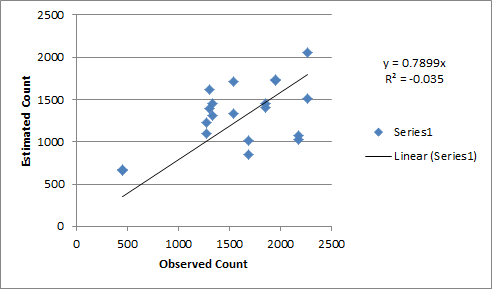 2500
2000
1500
1000
500
0
Estimated Count
0 500 1000 1500 2000 2500
Observed Count
y = 0.7899x
R² = -0.035
Series1
Linear (Series1)